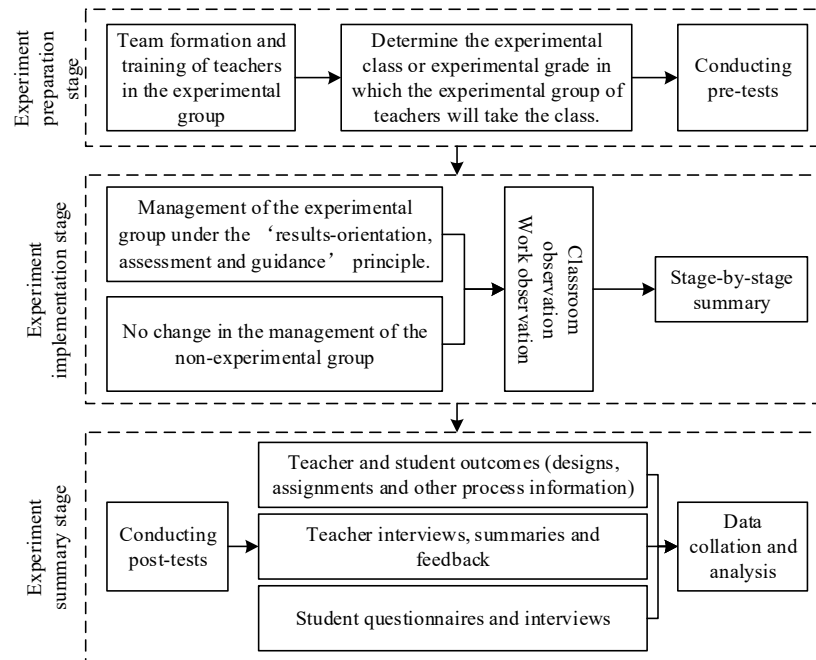 Experiment
preparation
stage
Team formation and
training of teachers
in the experimental
group
Determine the experimental
class or experimental grade in
which the experimental group of
teachers will take the class.
Conducting
pre-tests
Experiment
implementation stage
Management of the experimental
group under the ‘results-orientation,
assessment and guidance’ principle.
No change in the management of the
non-experimental group
Classroom
observation
Work observation
Stage-by-stage
summary
Experiment
summary stage
Conducting
post-tests
Teacher and student outcomes (designs,
assignments and other process information)
Teacher interviews, summaries and
feedback
Student questionnaires and interviews
Data
collation and
analysis